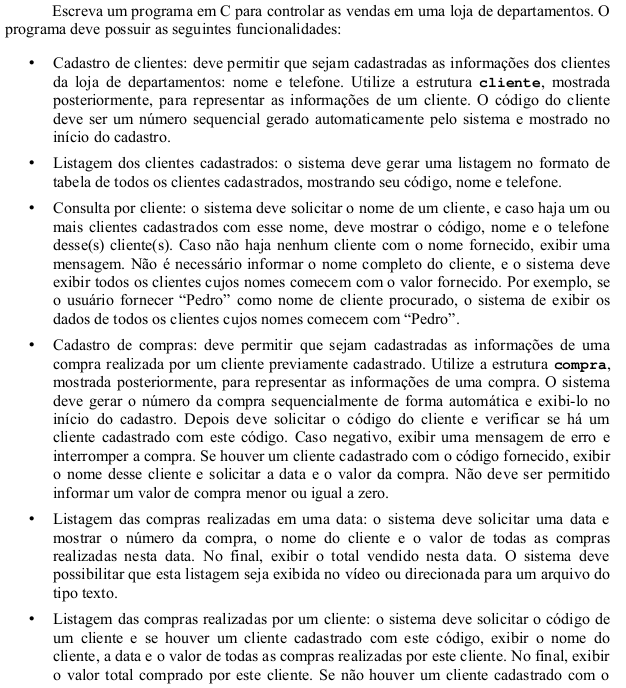 Escreva um programa em C para controlar as vendas em uma loja de departamentos. O
programa deve possuir as seguintes funcionalidades:
• Cadastro de clientes: deve permitir que sejam cadastradas as informações dos clientes
da loja de departamentos: nome e telefone. Utilize a estrutura cliente, mostrada
posteriormente, para representar as informações de um cliente. O código do cliente
deve ser um número sequencial gerado automaticamente pelo sistema e mostrado no
início do cadastro.
• Listagem dos clientes cadastrados: o sistema deve gerar uma listagem no formato de
tabela de todos os clientes cadastrados, mostrando seu código, nome e telefone.
• Consulta por cliente: o sistema deve solicitar o nome de um cliente, e caso haja um ou
mais clientes cadastrados com esse nome, deve mostrar o código, nome e o telefone
desse(s) cliente(s). Caso não haja nenhum cliente com o nome fornecido, exibir uma
mensagem. Não é necessário informar o nome completo do cliente, e o sistema deve
exibir todos os clientes cujos nomes comecem com o valor fornecido. Por exemplo, se
o usuário fornecer “Pedro” como nome de cliente procurado, o sistema de exibir os
dados de todos os clientes cujos nomes comecem com “Pedro”.
• Cadastro de compras: deve permitir que sejam cadastradas as informações de uma
compra realizada por um cliente previamente cadastrado. Utilize a estrutura compra,
mostrada posteriormente, para representar as informações de uma compra. O sistema
deve gerar o número da compra sequencialmente de forma automática e exibi-lo no
início do cadastro. Depois deve solicitar o código do cliente e verificar se há um
cliente cadastrado com este código. Caso negativo, exibir uma mensagem de erro e
interromper a compra. Se houver um cliente cadastrado com o código fornecido, exibir
o nome desse cliente e solicitar a data e o valor da compra. Não deve ser permitido
informar um valor de compra menor ou igual a zero.
• Listagem das compras realizadas em uma data: o sistema deve solicitar uma data e
mostrar o número da compra, o nome do cliente e o valor de todas as compras
realizadas nesta data. No final, exibir o total vendido nesta data. O sistema deve
possibilitar que esta listagem seja exibida no vídeo ou direcionada para um arquivo do
tipo texto.
• Listagem das compras realizadas por um cliente: o sistema deve solicitar o código de
um cliente e se houver um cliente cadastrado com este código, exibir o nome do
cliente, a data e o valor de todas as compras realizadas por este cliente. No final, exibir
o valor total comprado por este cliente. Se não houver um cliente cadastrado com o